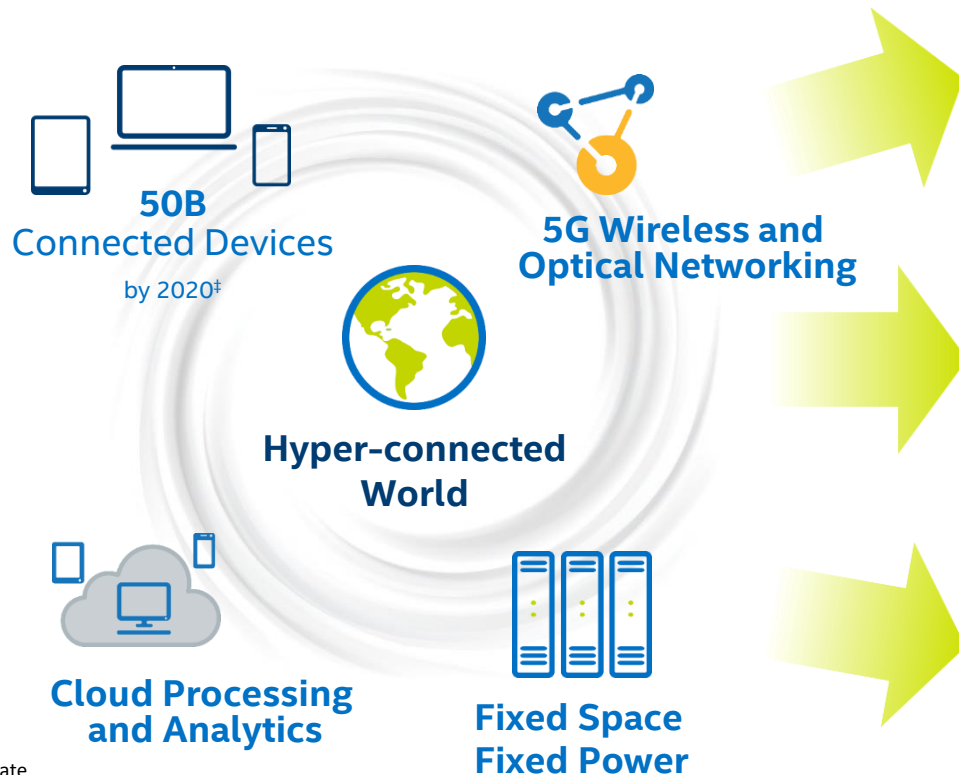 50B
Connected Devices
by 2020‡
5G Wireless and
Optical Networking
Hyper-connected
World
Cloud Processing
and Analytics
Fixed Space
Fixed Power